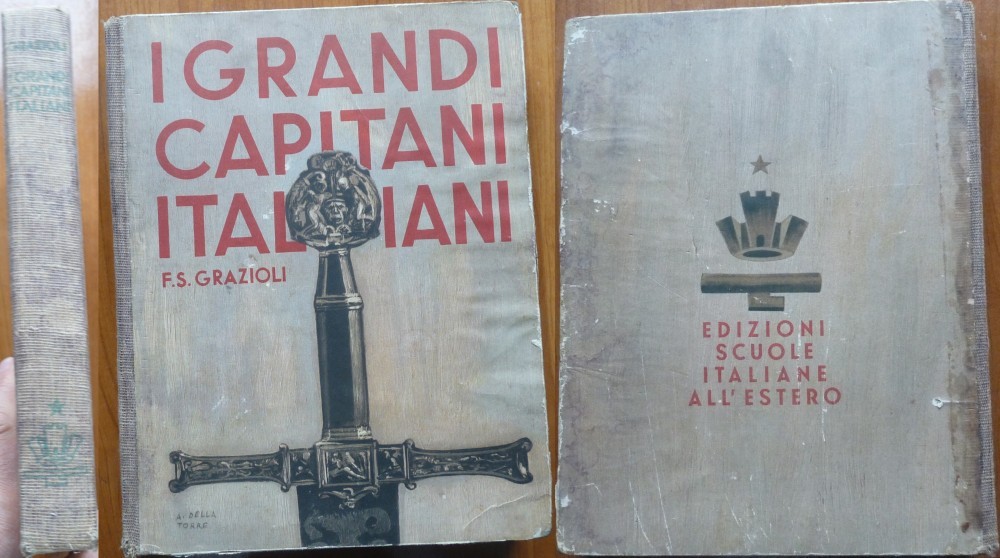 GRAZIOLI
I GRANDI
CAPITANI
ITALIANI
I GRANDI
CAPITANI
ITALIANI
F.S. GRAZIOLI
A. DELLA
TORRE
EDIZIONI
SCUOLE
ITALIANE
ALL'ESTERO